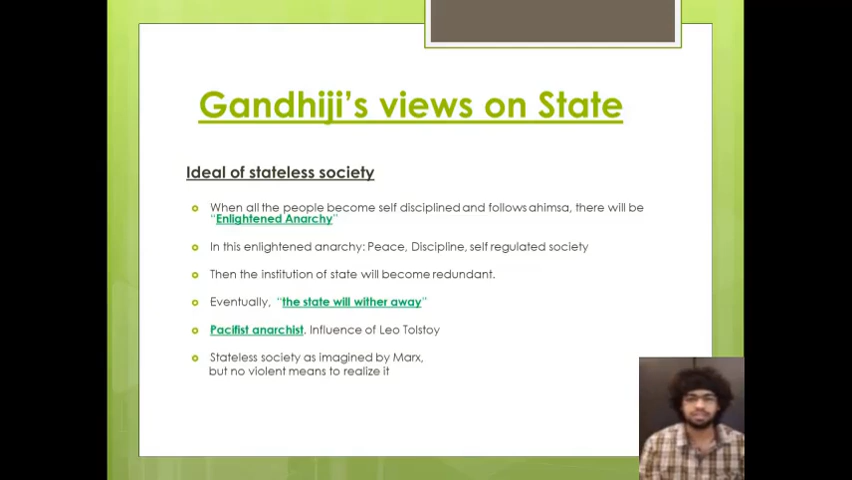 Gandhiji's views on State
Ideal of stateless society
When all the people become self disciplined and follows ahimsa, there will be
"Enlightened Anarchy"
In this enlightened anarchy: Peace, Discipline, self regulated society
Then the institution of state will become redundant.
Eventually, "the state will wither away"
Pacifist anarchist. Influence of Leo Tolstoy
Stateless society as imagined by Marx,
but no violent means to realize it